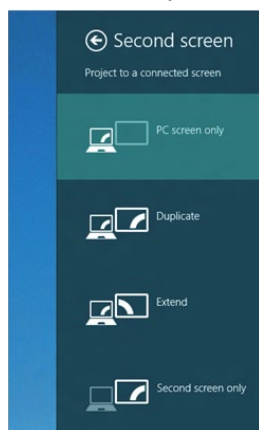 Second screen
Project to a connected screen
PC screen only
Duplicate
Extend
Second screen only